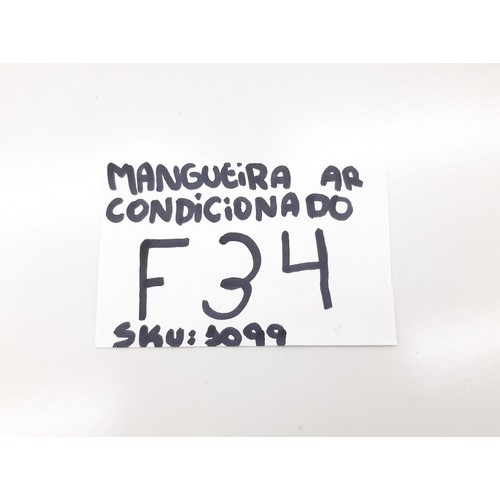 MANGUEIRA AR
CONDICIONADO
F34
SKU: 3099